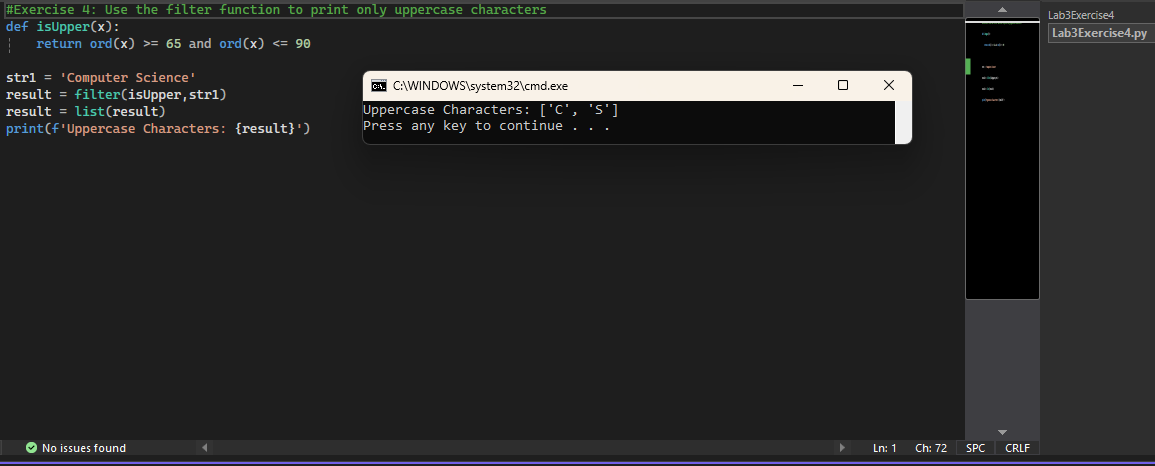 #Exercise 4: Use the filter function to print only uppercase characters
def isUpper(x):
    return ord(x) >= 65 and ord(x) <= 90
str1 = 'Computer Science'
result = filter(isUpper,str1)
result = list(result)
print(f'Uppercase Characters: {result}')
C:\WINDOWS\system32\cmd.exe
Uppercase Characters: ['C', 'S']
Press any key to continue . . .
Lab3Exercise4
Lab3Exercise4.py
No issues found
Ln: 1 Ch: 72 SPC CRLF